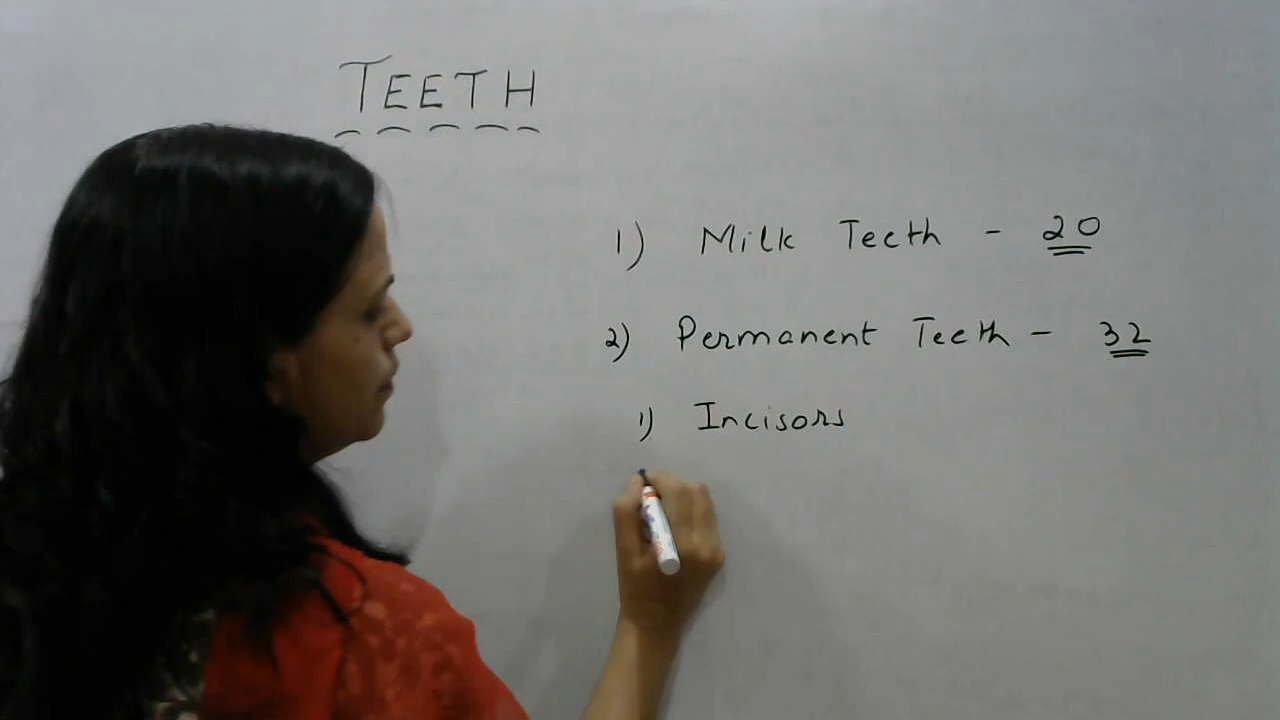 TEETH
1) Milk Teeth - 20
2) Permanent Teeth - 32
1) Incisors